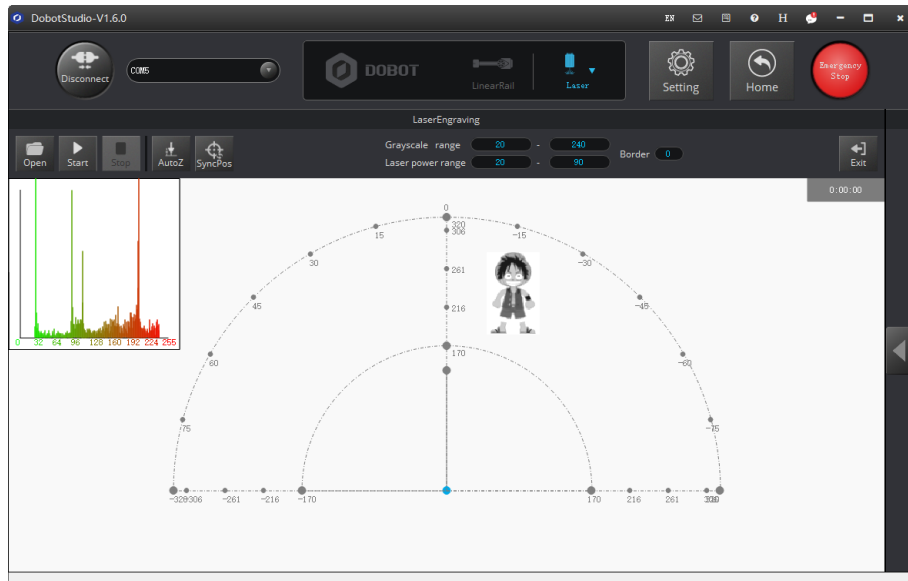 DobotStudio-V1.6.0
EN
H
Disconnect
COM5
DOBOT
LinearRail
Laser
Setting
Home
Emergency
Stop
LaserEngraving
Open
Start
Stop
AutoZ
SyncPos
Grayscale range 20 - 240
Laser power range 20 - 90
Border 0
Exit
0:00:00
0 32 64 96 128 160 192 224 255
0
320
306
15
-15
30
-30
261
45
-45
216
170
60
-60
75
-75
-320 -306 -261 -216 -170 170 216 261 306